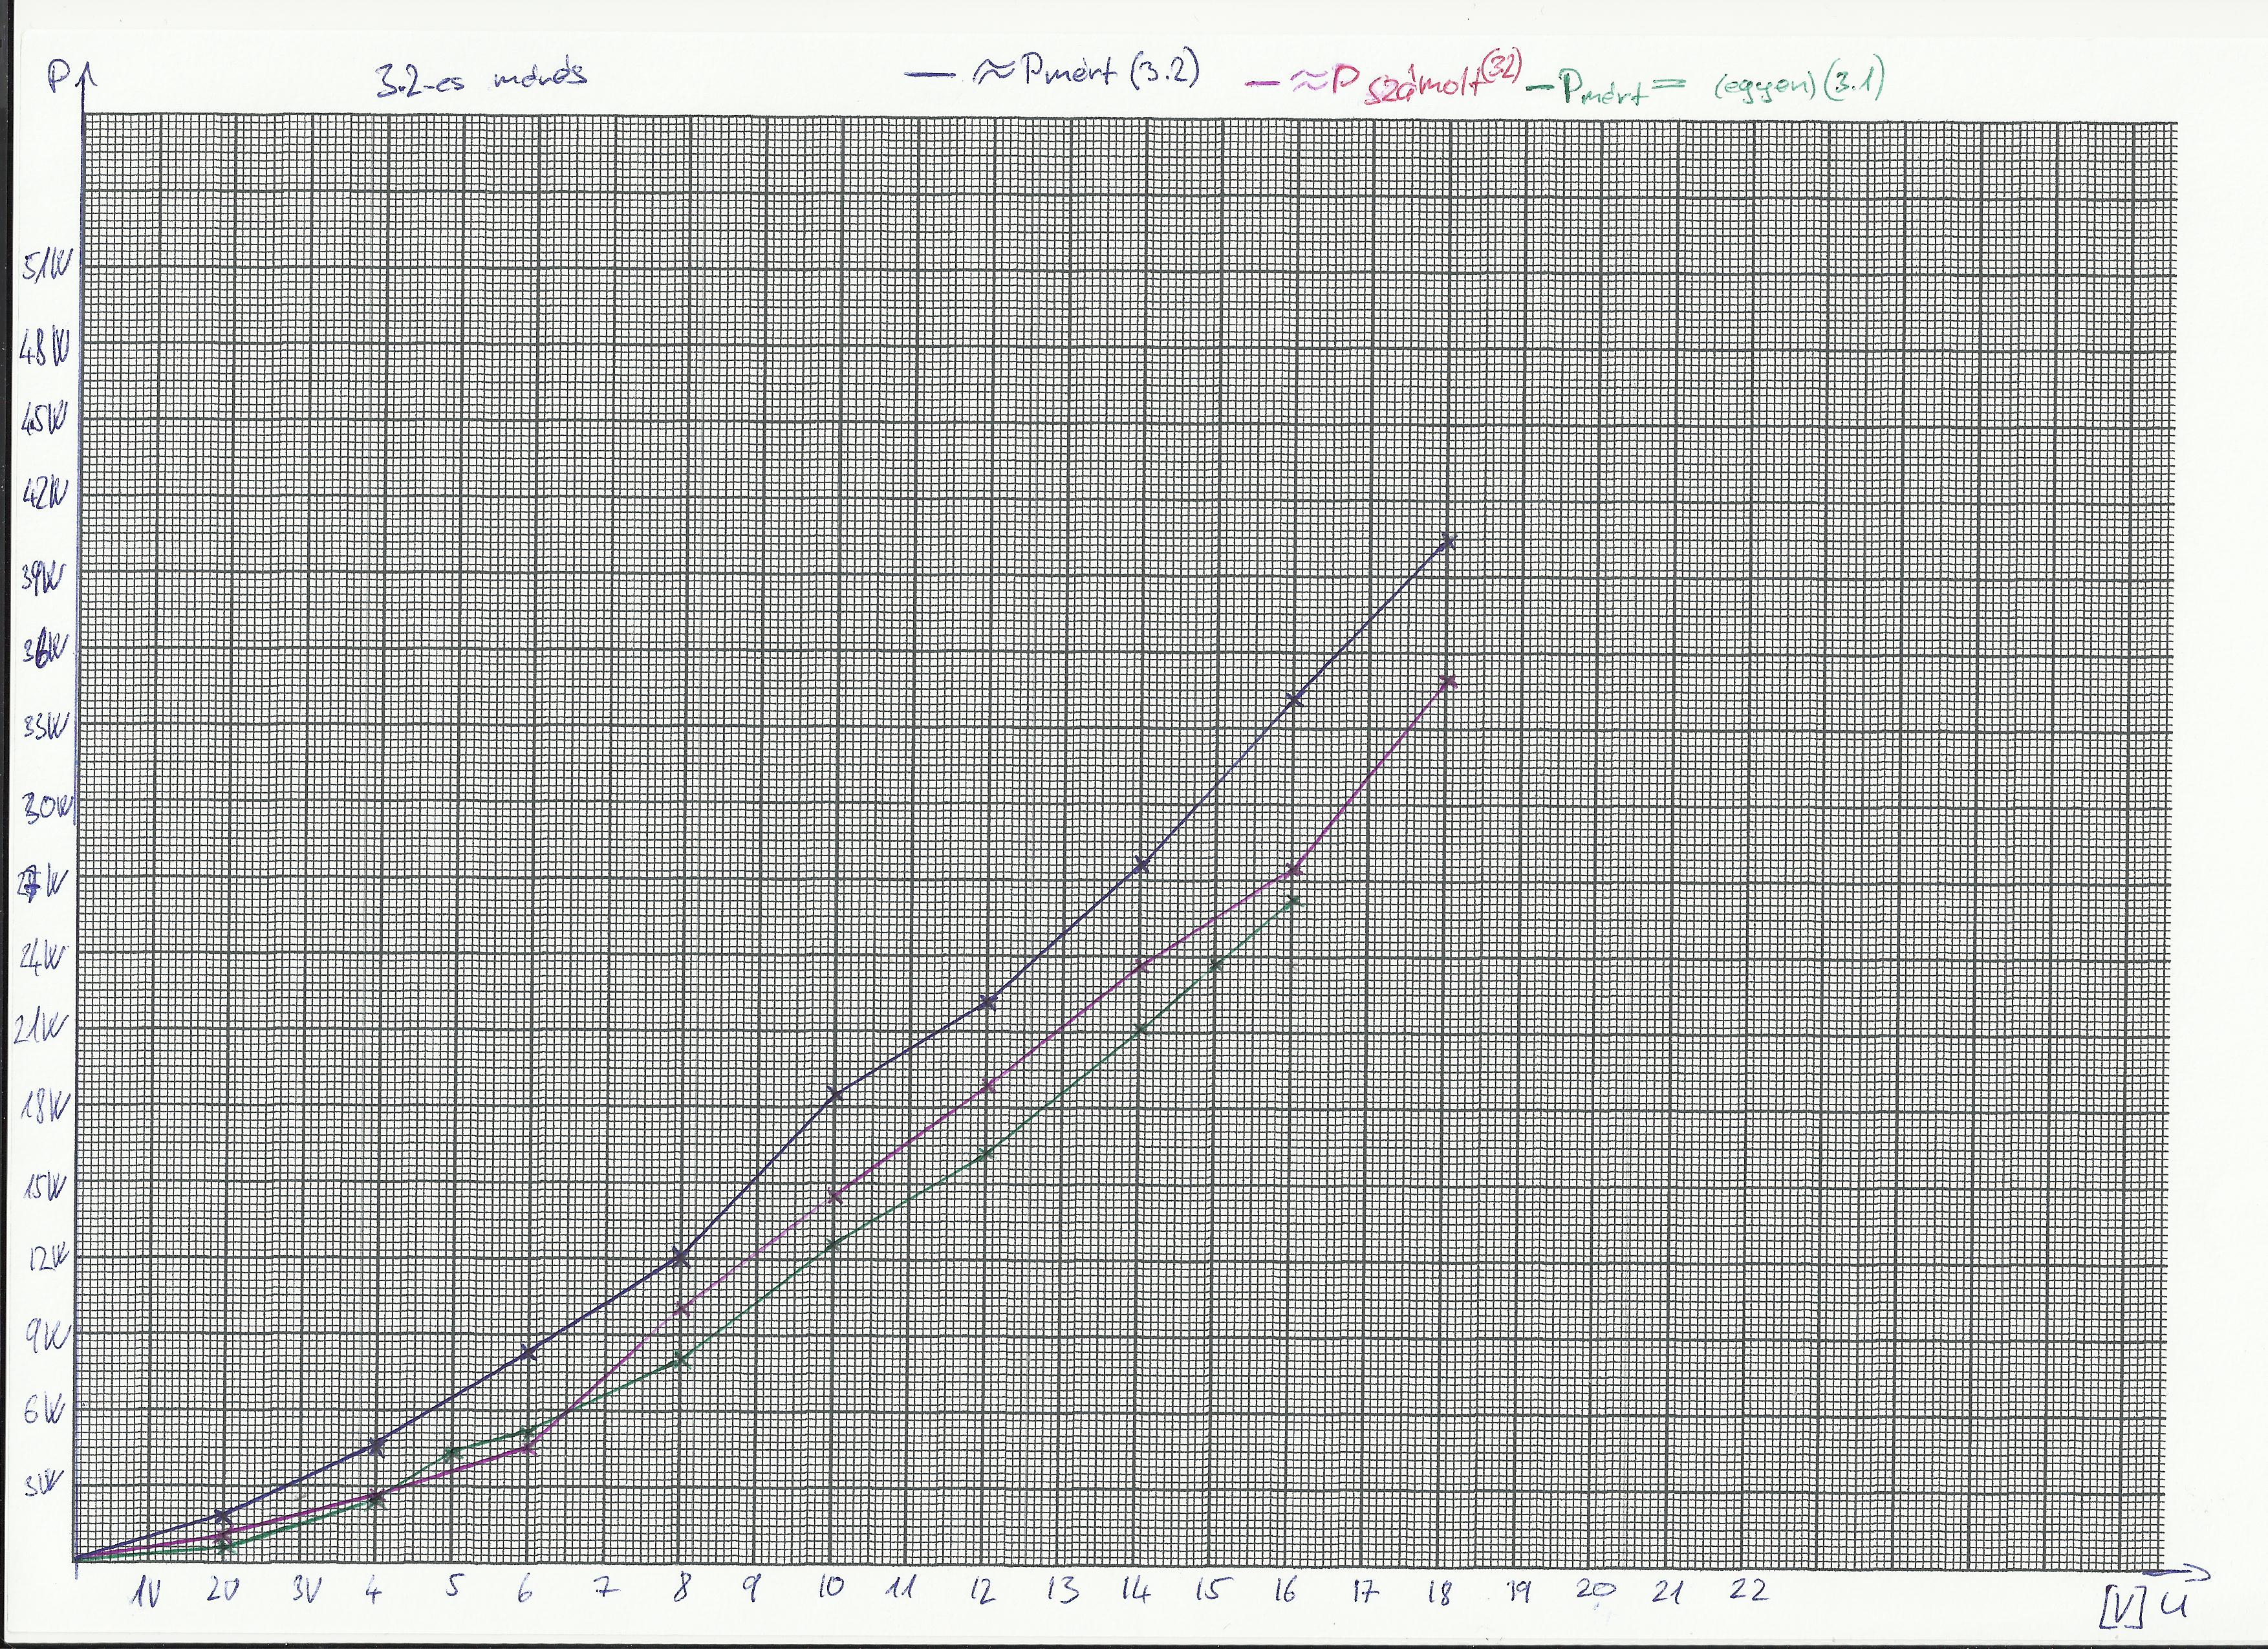 P 3.2-es mérés — ≈Pmért (3.2) — ≈P számolt (3.2) — Pmért = (egyen) (3.1)
51W
48W
45W
42W
39W
36W
33W
30W
27W
24W
21W
18W
15W
12W
9W
6W
3W
1V 2V 3V 4 5 6 7 8 9 10 11 12 13 14 15 16 17 18 19 20 21 22
[V] U